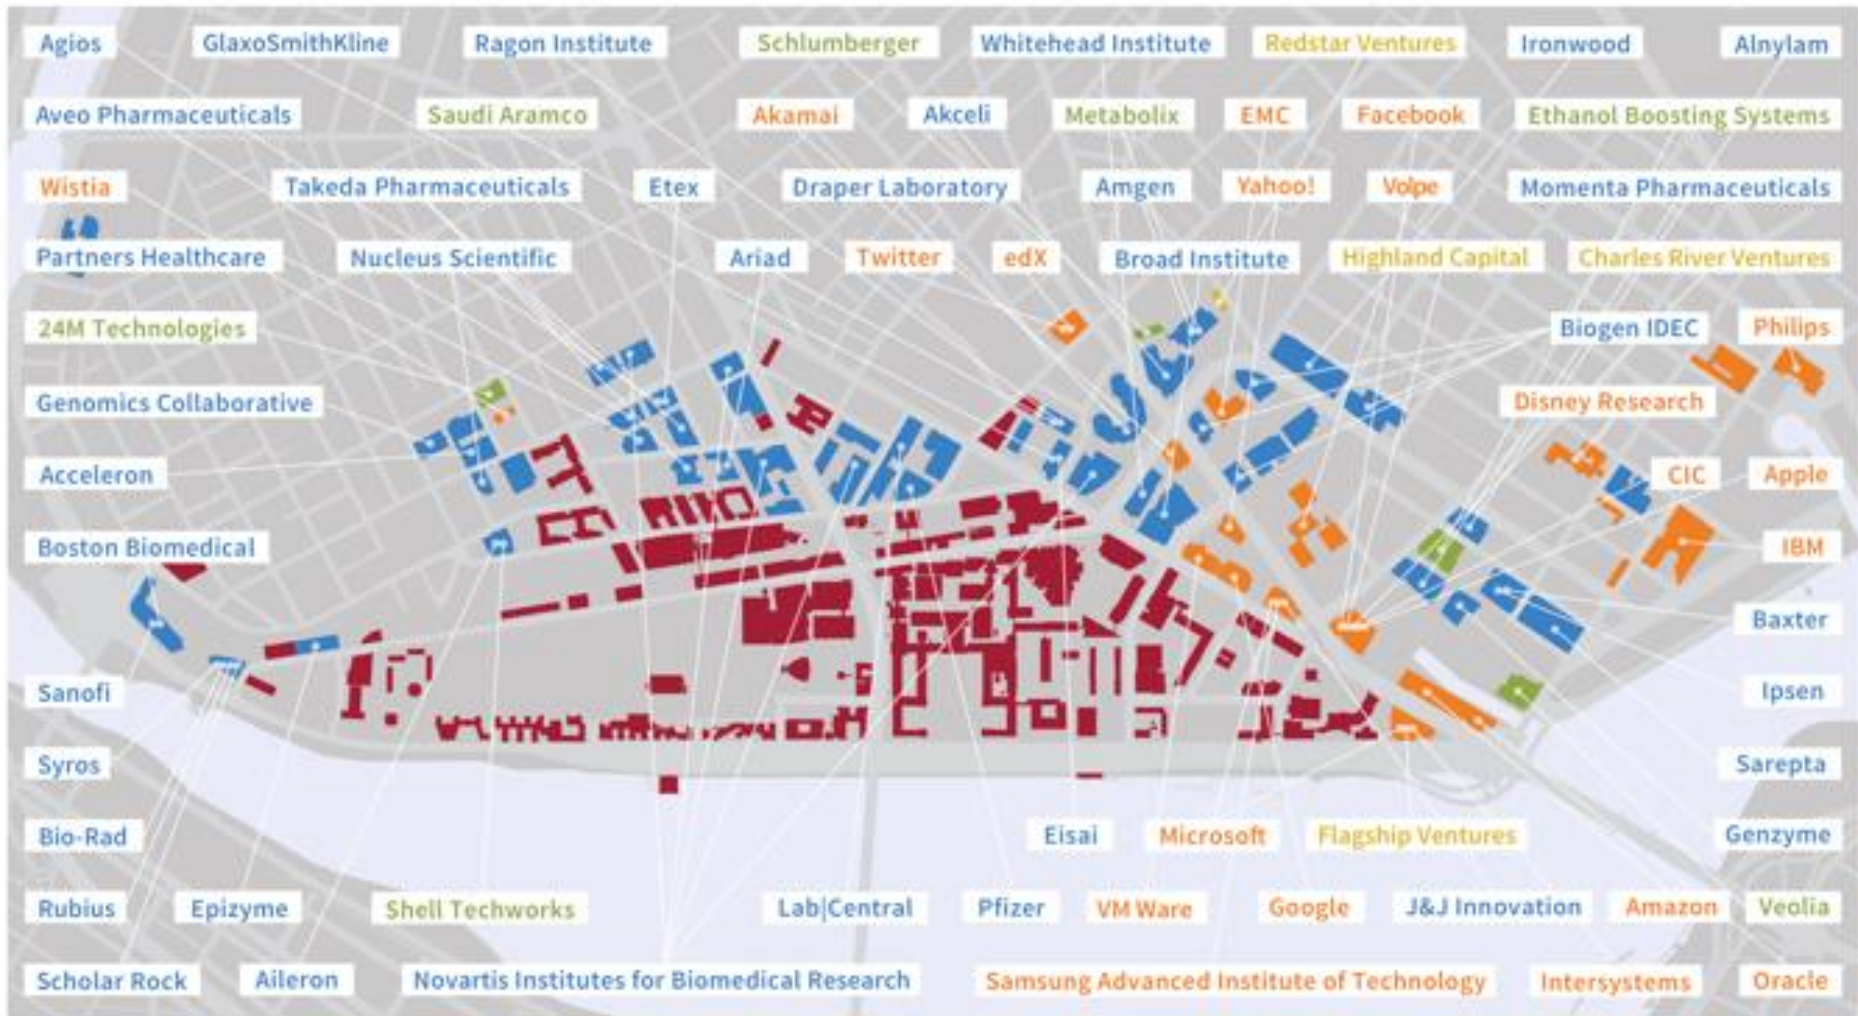 Agios
GlaxoSmithKline
Ragon Institute
Schlumberger
Whitehead Institute
Redstar Ventures
Ironwood
Alnylam
Aveo Pharmaceuticals
Saudi Aramco
Akamai
Akceli
Metabolix
EMC
Facebook
Ethanol Boosting Systems
Wistia
Takeda Pharmaceuticals
Etex
Draper Laboratory
Amgen
Yahoo!
Volpe
Momenta Pharmaceuticals
Partners Healthcare
Nucleus Scientific
Ariad
Twitter
edX
Broad Institute
Highland Capital
Charles River Ventures
24M Technologies
Biogen IDEC
Philips
Genomics Collaborative
Disney Research
Acceleron
CIC
Apple
Boston Biomedical
IBM
Baxter
Sanofi
Ipsen
Syros
Sarepta
Bio-Rad
Eisai
Microsoft
Flagship Ventures
Genzyme
Rubius
Epizyme
Shell Techworks
Lab|Central
Pfizer
VM Ware
Google
J&J Innovation
Amazon
Veolia
Scholar Rock
Aileron
Novartis Institutes for Biomedical Research
Samsung Advanced Institute of Technology
Intersystems
Oracle